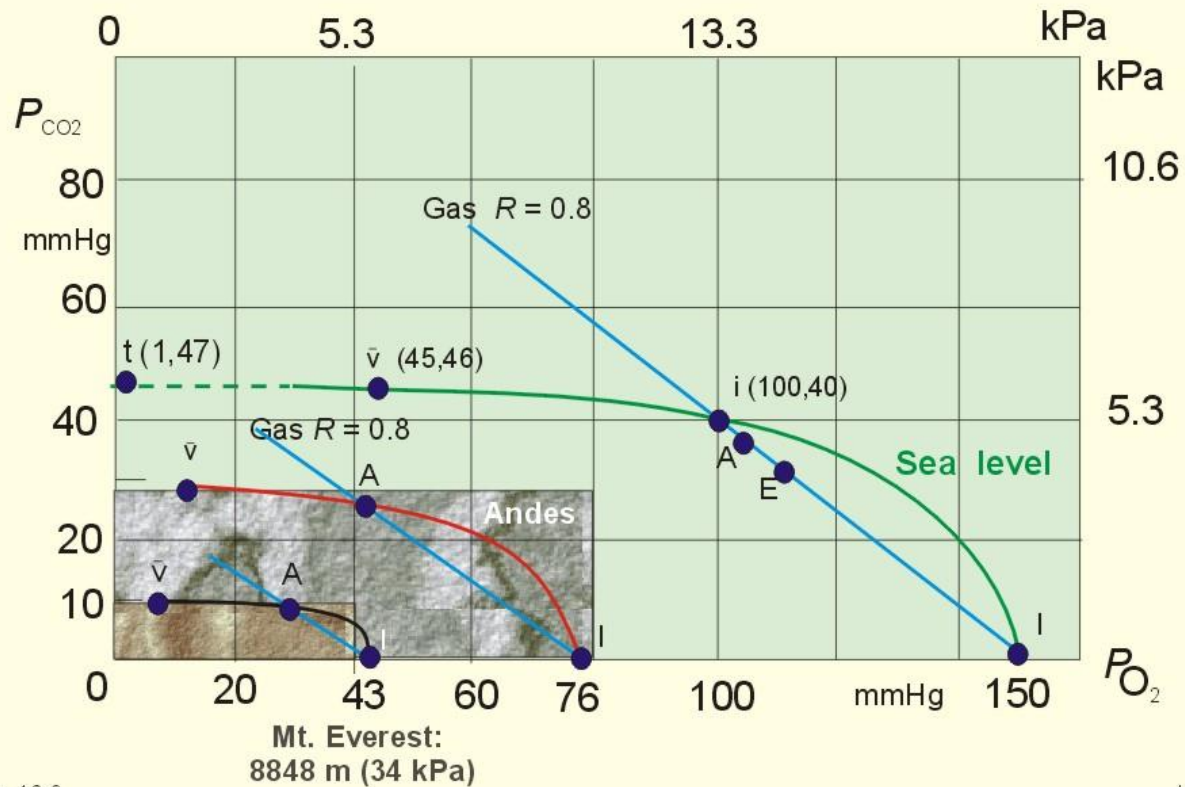 0 5.3 13.3 kPa
kPa
PCO2
80 10.6
mmHg
Gas R = 0.8
60
t (1,47) v̄ (45,46)
i (100,40)
40 5.3
Gas R = 0.8
v̄ A A Sea level
E
Andes
20
v̄ A
10
I I I
0 20 43 60 76 100 mmHg 150 PO2
Mt. Everest:
8848 m (34 kPa)